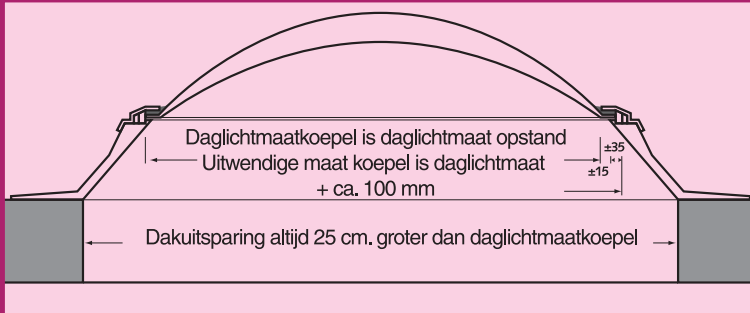 Daglichtmaatkoepel is daglichtmaat opstand
±35
Uitwendige maat koepel is daglichtmaat
±15
+ ca. 100 mm
Dakuitsparing altijd 25 cm. groter dan daglichtmaatkoepel